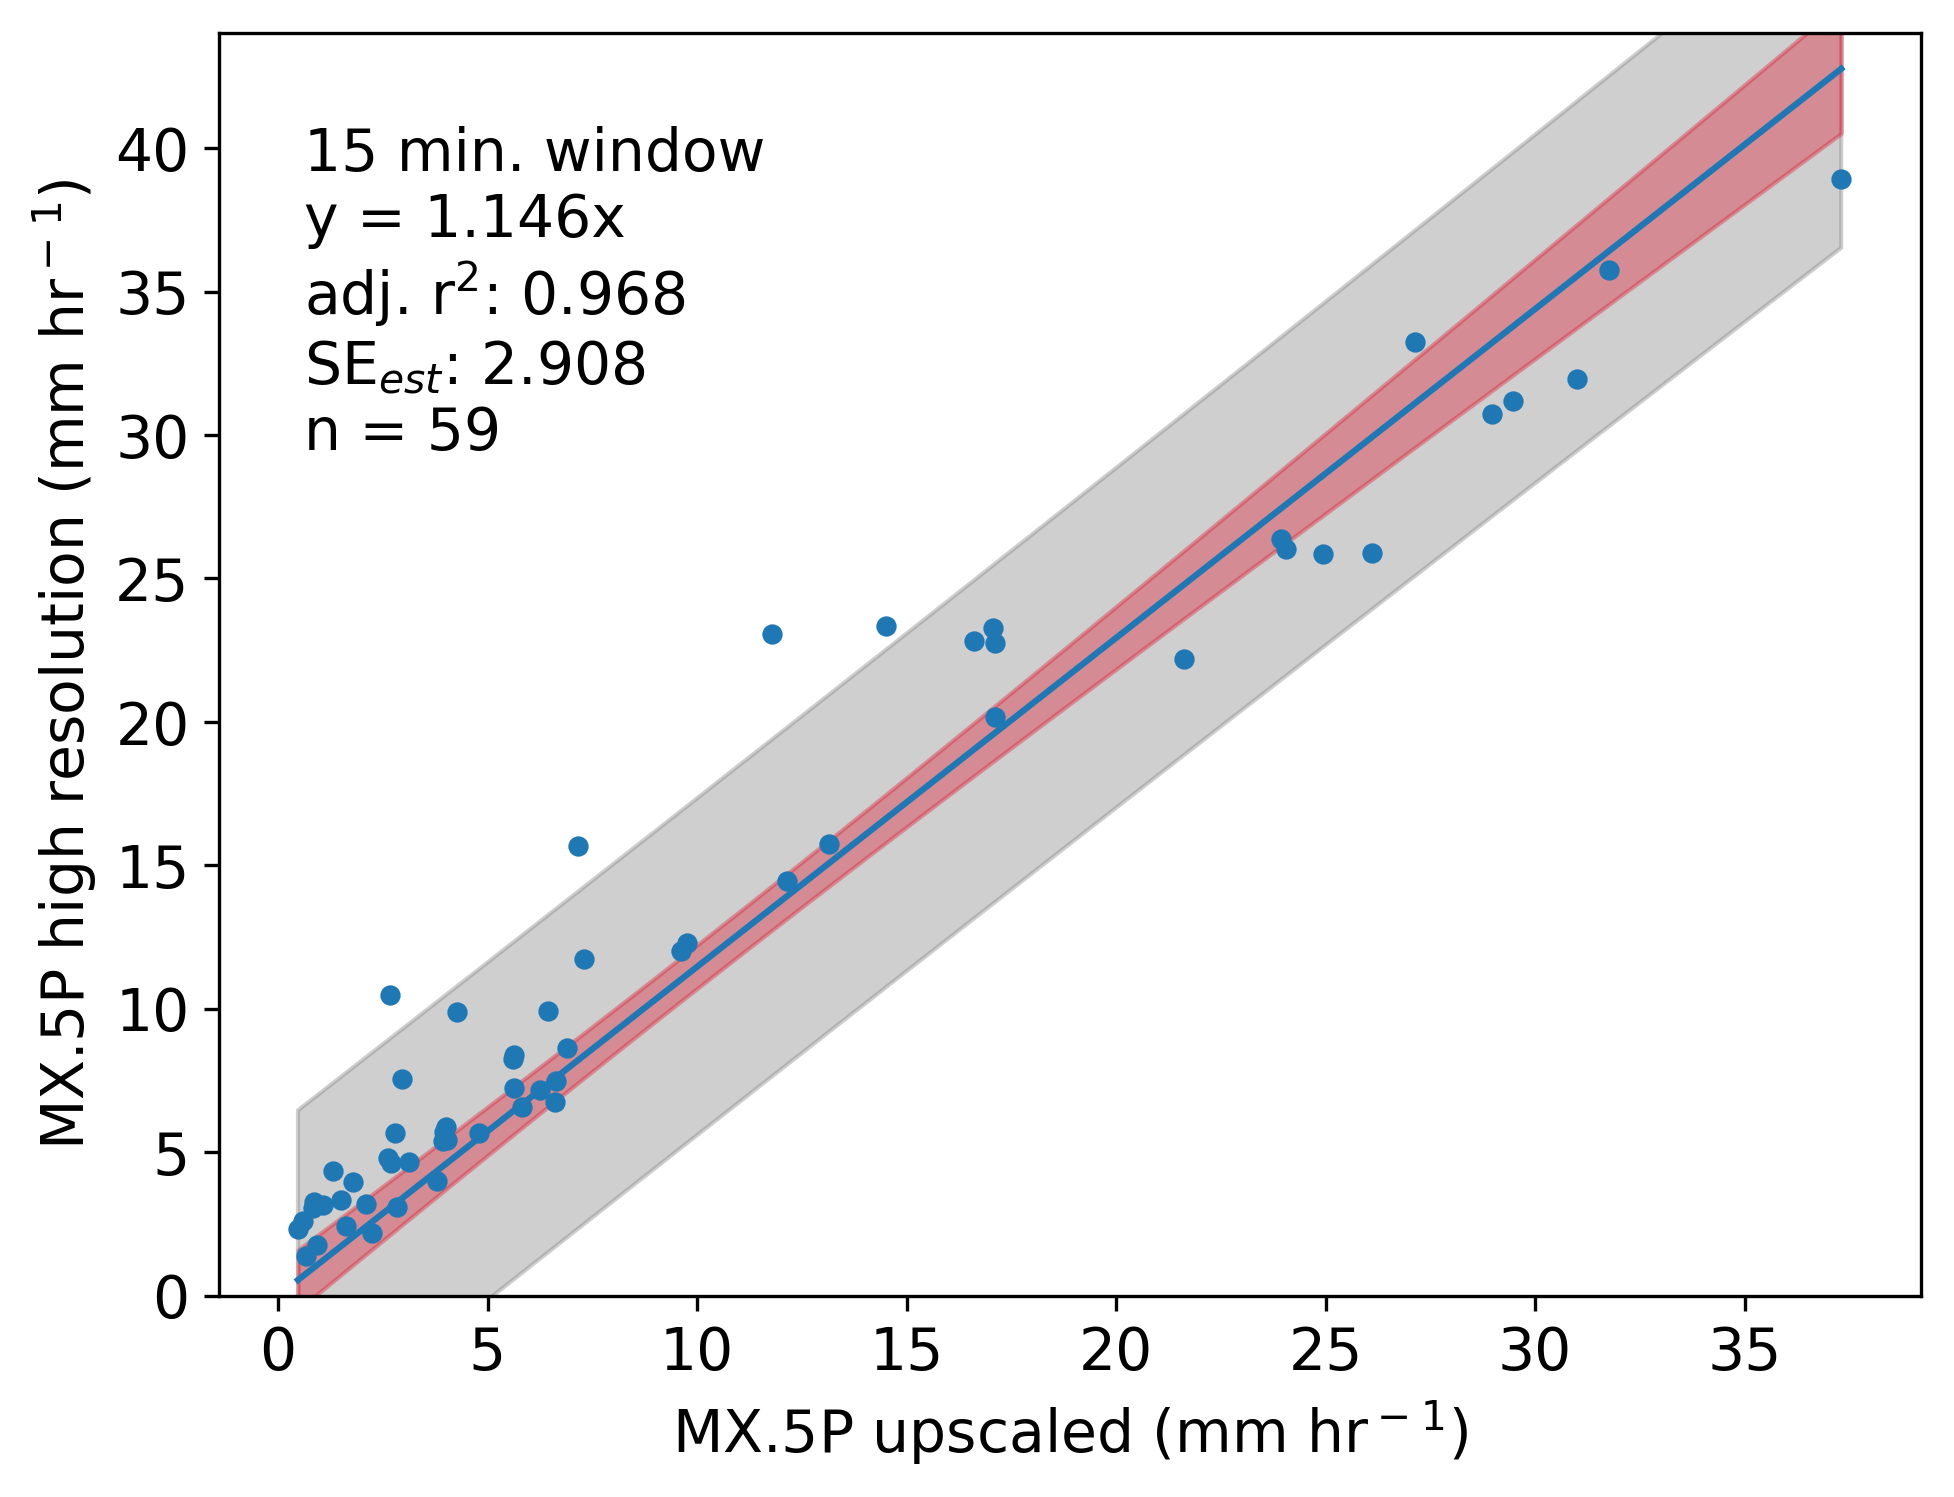 15 min. window
y = 1.146x
adj. r²: 0.968
SEₑₛₜ: 2.908
n = 59
MX.5P high resolution (mm hr⁻¹)
40
35
30
25
20
15
10
5
0
0 5 10 15 20 25 30 35
MX.5P upscaled (mm hr⁻¹)